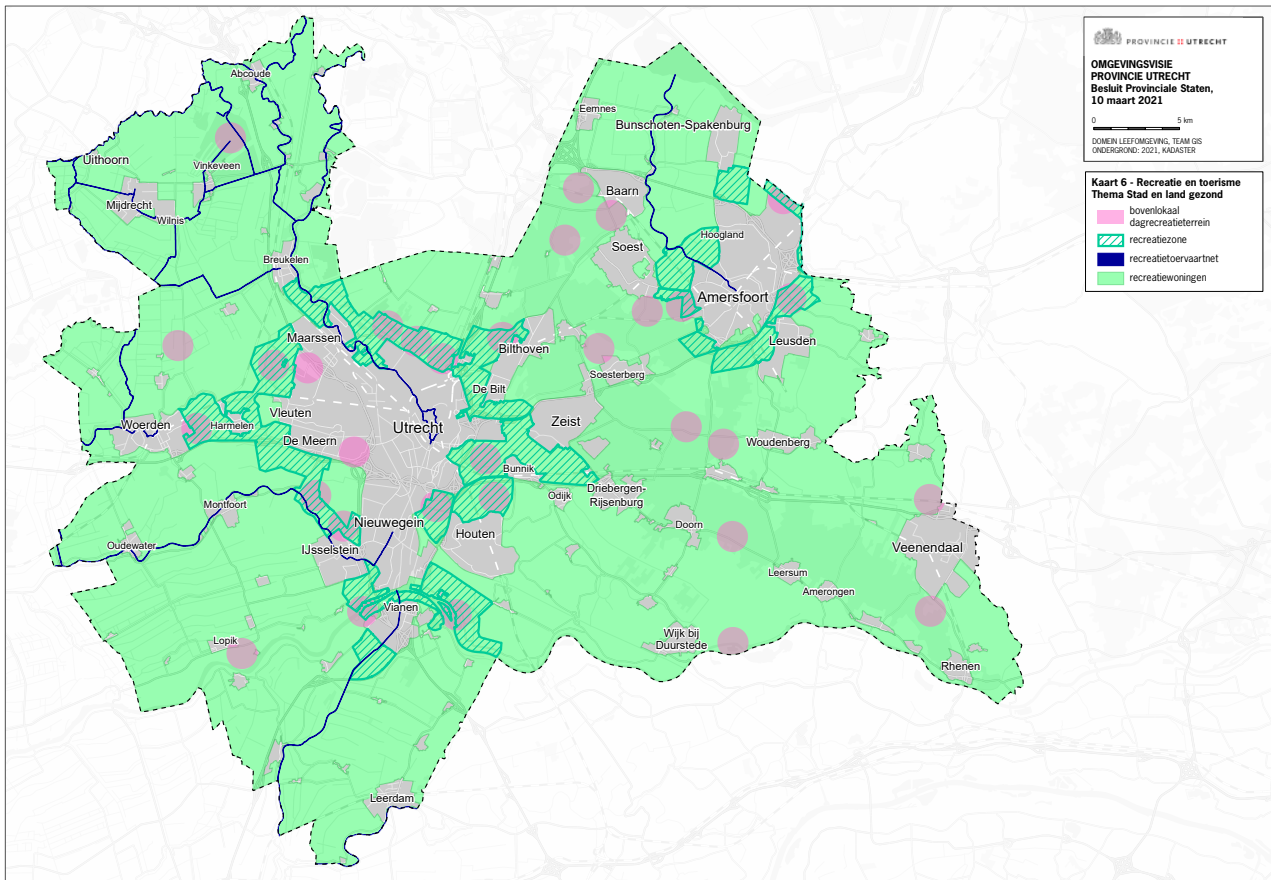 PROVINCIE UTRECHT
OMGEVINGSVISIE
PROVINCIE UTRECHT
Besluit Provinciale Staten,
10 maart 2021
0 5 km
DOMEIN LEEFOMGEVING, TEAM GIS
ONDERGROND: 2021, KADASTER
Kaart 6 - Recreatie en toerisme
Thema Stad en land gezond
bovenlokaal
dagrecreatieterrein
recreatiezone
recreatietoervaartnet
recreatiewoningen
Abcoude
Eemnes
Bunschoten-Spakenburg
Uithoorn
Vinkeveen
Baarn
Mijdrecht
Wilnis
Hoogland
Soest
Breukelen
Amersfoort
Maarssen
Leusden
Bilthoven
Soesterberg
De Bilt
Vleuten
Woerden
Harmelen
Utrecht
Zeist
De Meern
Woudenberg
Bunnik
Driebergen-
Rijsenburg
Odijk
Montfoort
Nieuwegein
Doorn
Houten
Oudewater
IJsselstein
Veenendaal
Leersum
Amerongen
Vianen
Lopik
Wijk bij
Duurstede
Rhenen
Leerdam